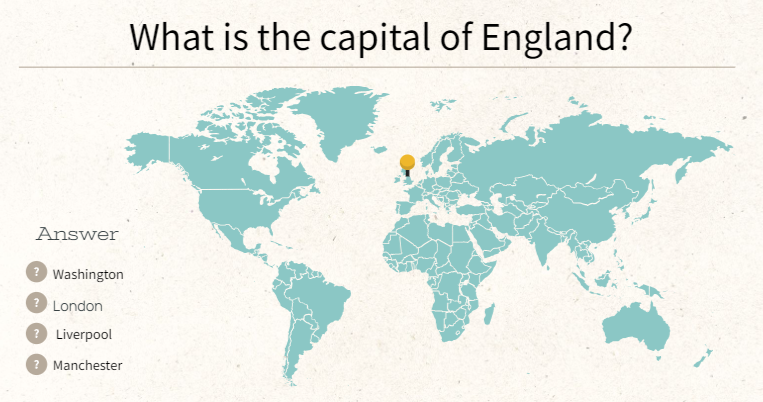 What is the capital of England?
Answer
? Washington
? London
? Liverpool
? Manchester